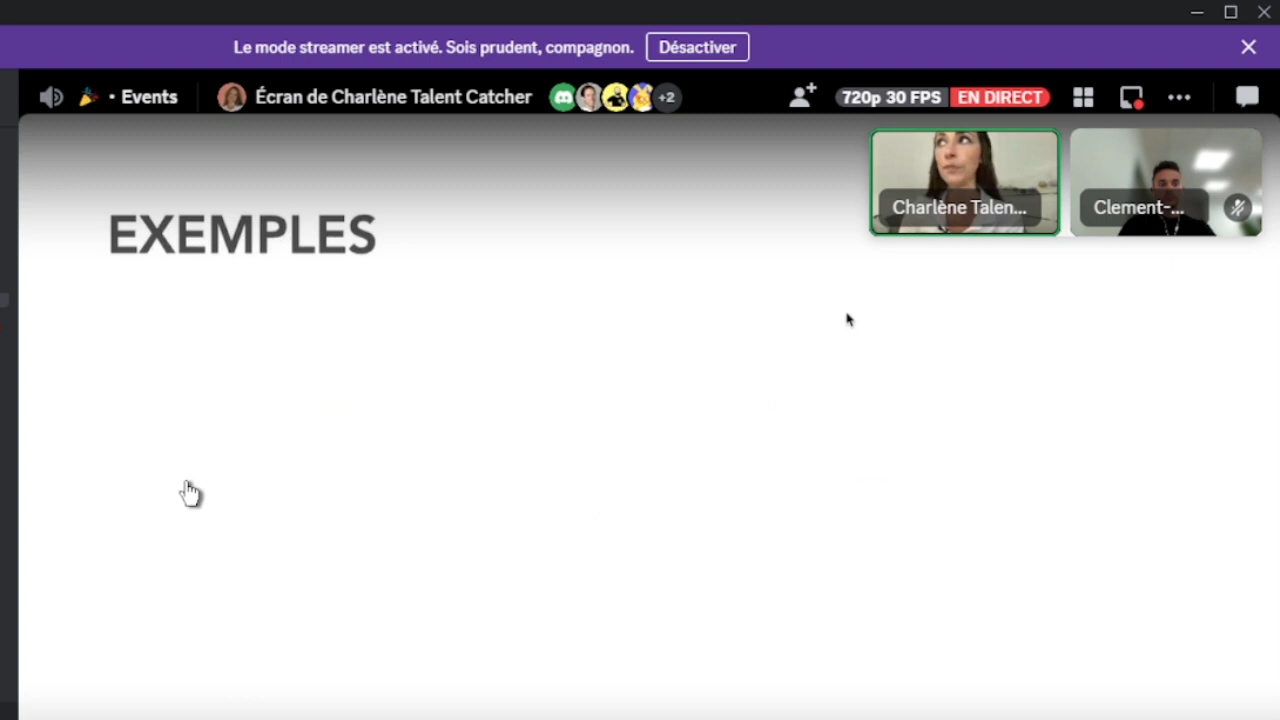 Le mode streamer est activé. Sois prudent, compagnon. Désactiver
• Events Écran de Charlène Talent Catcher +2 720p 30 FPS EN DIRECT
Charlène Talen... Clement-...
EXEMPLES